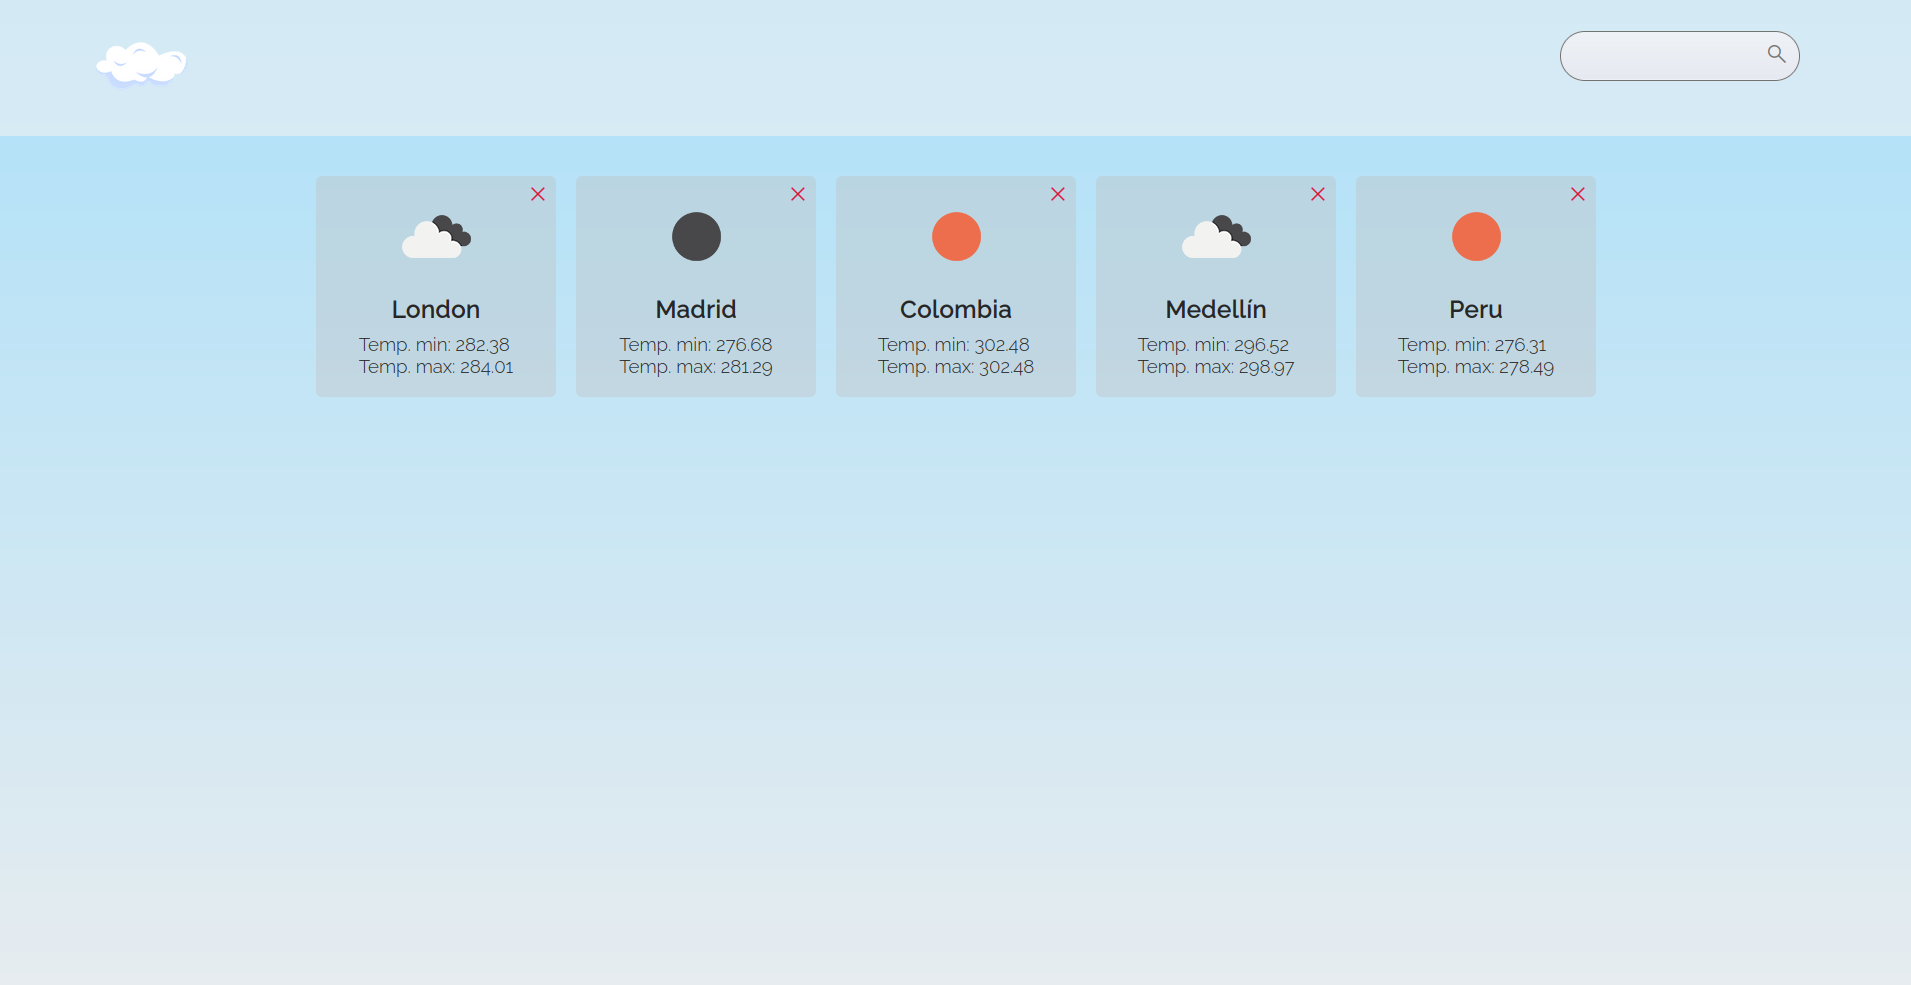 London
Temp. min: 282.38
Temp. max: 284.01
Madrid
Temp. min: 276.68
Temp. max: 281.29
Colombia
Temp. min: 302.48
Temp. max: 302.48
Medellín
Temp. min: 296.52
Temp. max: 298.97
Peru
Temp. min: 276.31
Temp. max: 278.49